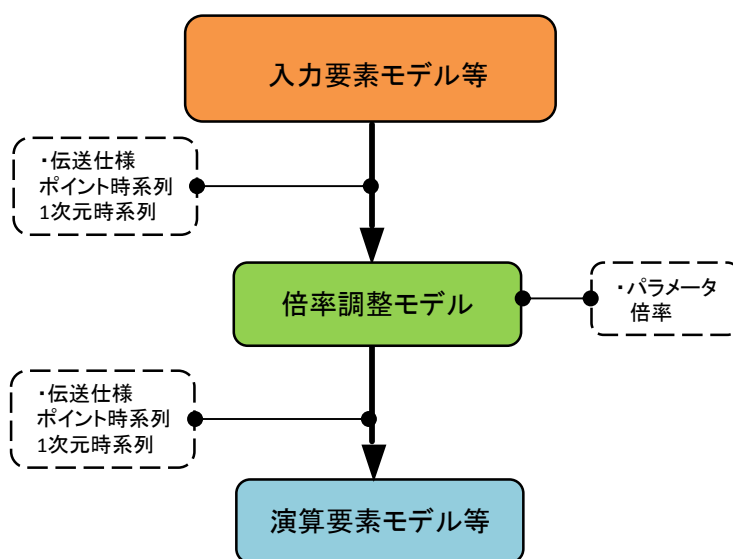 入力要素モデル等
・伝送仕様
ポイント時系列
1次元時系列
倍率調整モデル
・パラメータ
倍率
・伝送仕様
ポイント時系列
1次元時系列
演算要素モデル等